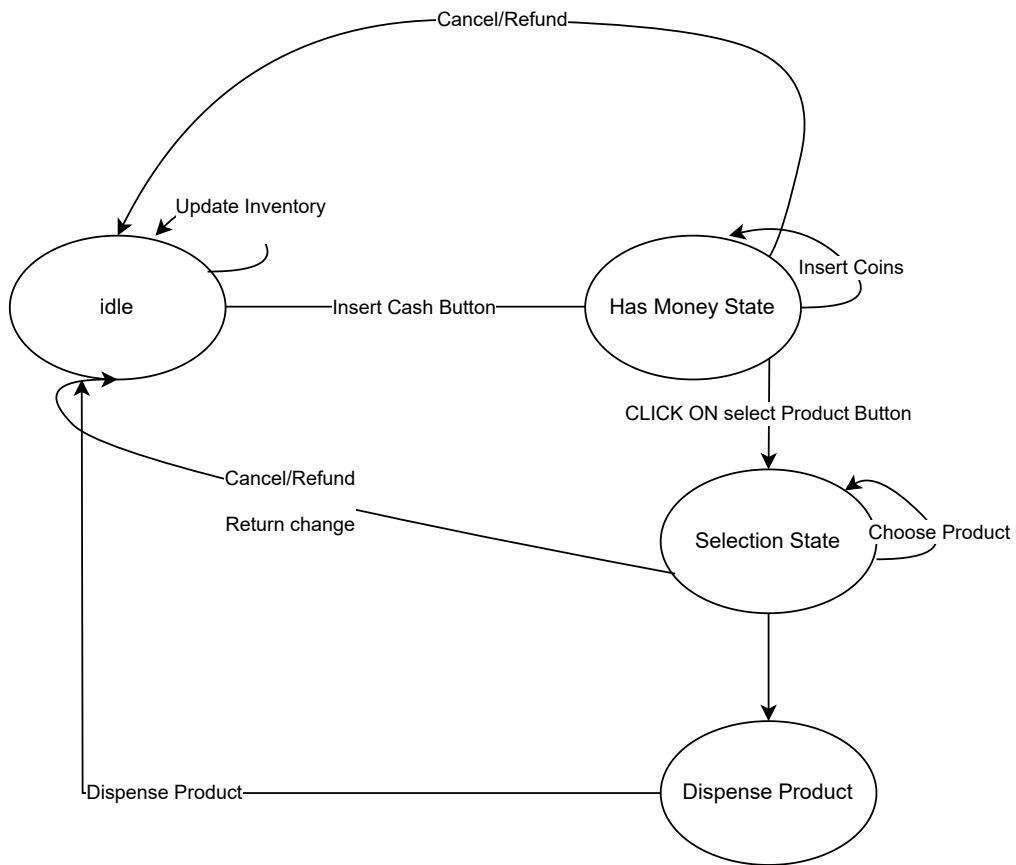 Cancel/Refund
Update Inventory
Insert Coins
idle
Insert Cash Button
Has Money State
CLICK ON select Product Button
Cancel/Refund
Return change
Selection State
Choose Product
Dispense Product
Dispense Product